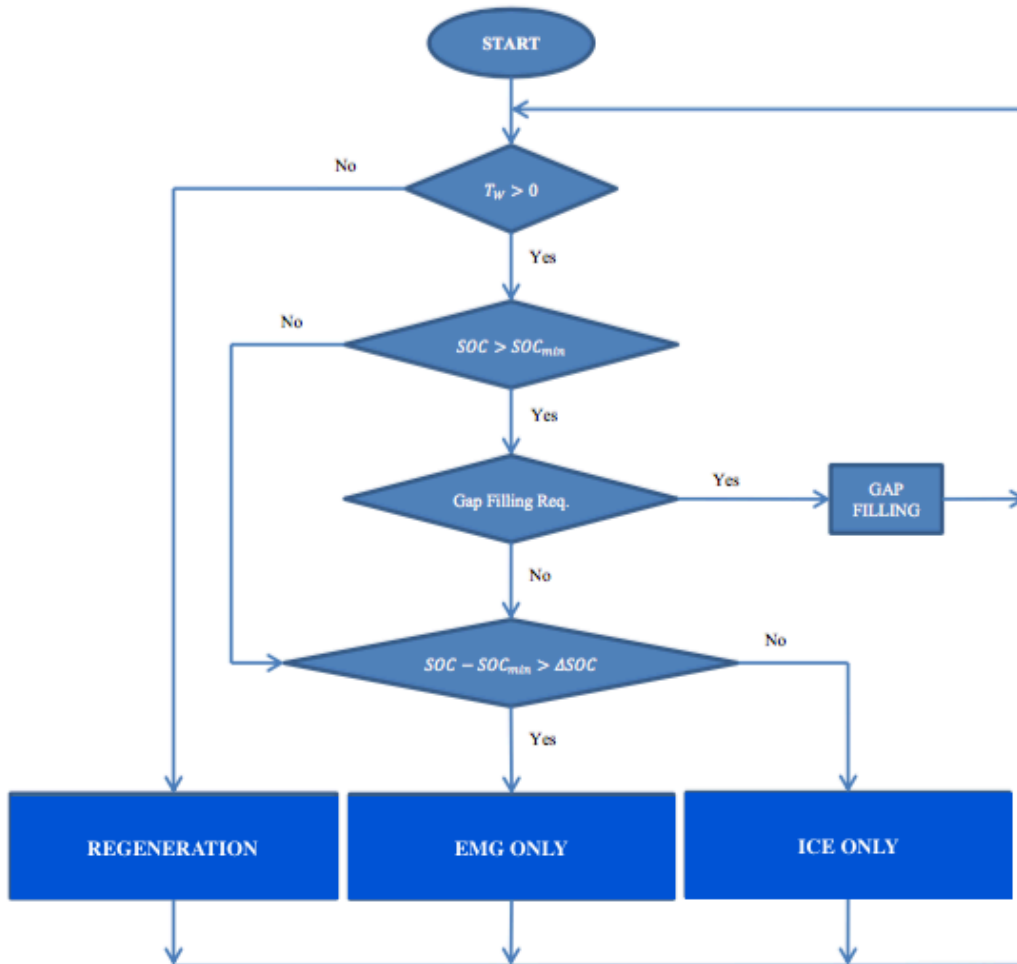 START
No
T_W > 0
Yes
No
SOC > SOC_min
Yes
Gap Filling Req.
Yes
GAP
FILLING
No
SOC − SOC_min > ΔSOC
No
Yes
REGENERATION
EMG ONLY
ICE ONLY